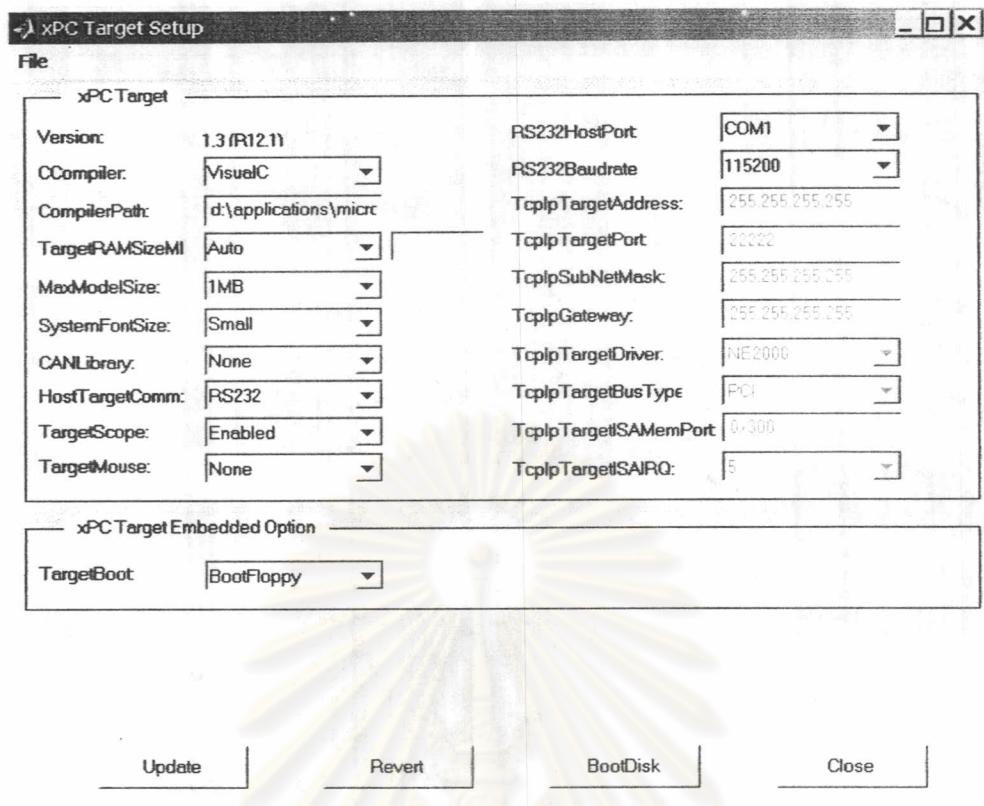 xPC Target Setup
File
xPC Target
Version: 1.3 (R12.1)
CCompiler: VisualC
CompilerPath: d:\applications\micro
TargetRAMSizeMI Auto
MaxModelSize: 1MB
SystemFontSize: Small
CANLibrary: None
HostTargetComm: RS232
TargetScope: Enabled
TargetMouse: None
RS232HostPort COM1
RS232Baudrate 115200
TcpIpTargetAddress: 255.255.255.255
TcpIpTargetPort 22222
TcpIpSubNetMask: 255.255.255.255
TcpIpGateway: 255.255.255.255
TcpIpTargetDriver: NE2000
TcpIpTargetBusType PCI
TcpIpTargetISAMemPort 0x300
TcpIpTargetISAIRQ: 5
xPC Target Embedded Option
TargetBoot BootFloppy
Update
Revert
BootDisk
Close